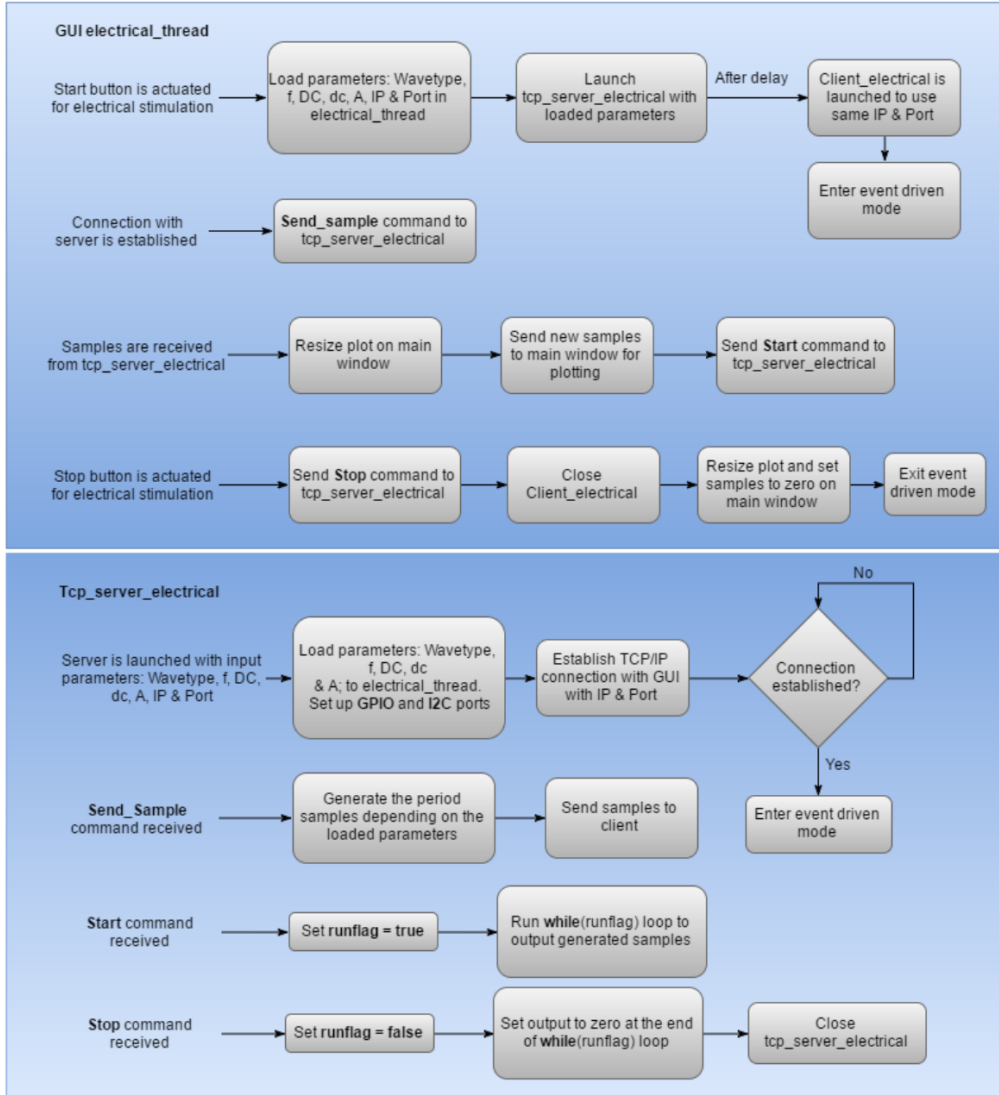 GUI electrical_thread
Start button is actuated
for electrical stimulation
Load parameters: Wavetype,
f, DC, dc, A, IP & Port in
electrical_thread
Launch
tcp_server_electrical with
loaded parameters
After delay
Client_electrical is
launched to use
same IP & Port
Enter event driven
mode
Connection with
server is established
Send_sample command to
tcp_server_electrical
Samples are received
from tcp_server_electrical
Resize plot on main
window
Send new samples
to main window for
plotting
Send Start command to
tcp_server_electrical
Stop button is actuated
for electrical stimulation
Send Stop command to
tcp_server_electrical
Close
Client_electrical
Resize plot and set
samples to zero on
main window
Exit event
driven mode
Tcp_server_electrical
Server is launched with input
parameters: Wavetype, f, DC,
dc, A, IP & Port
Load parameters: Wavetype,
f, DC, dc
& A; to electrical_thread.
Set up GPIO and I2C ports
Establish TCP/IP
connection with GUI
with IP & Port
Connection
established?
No
Yes
Enter event driven
mode
Send_Sample
command received
Generate the period
samples depending on the
loaded parameters
Send samples to
client
Start command
received
Set runflag = true
Run while(runflag) loop to
output generated samples
Stop command
received
Set runflag = false
Set output to zero at the end
of while(runflag) loop
Close
tcp_server_electrical